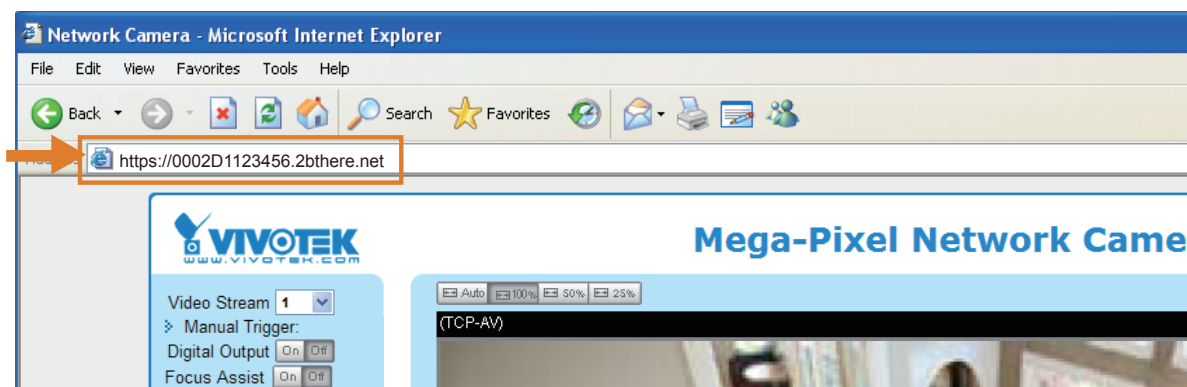 Network Camera - Microsoft Internet Explorer
File Edit View Favorites Tools Help
Back Search Favorites
https://0002D1123456.2bthere.net
VIVOTEK
www.vivotek.com
Mega-Pixel Network Came
Video Stream 1
Manual Trigger:
Digital Output On Off
Focus Assist On Off
Auto 100% 50% 25%
(TCP-AV)